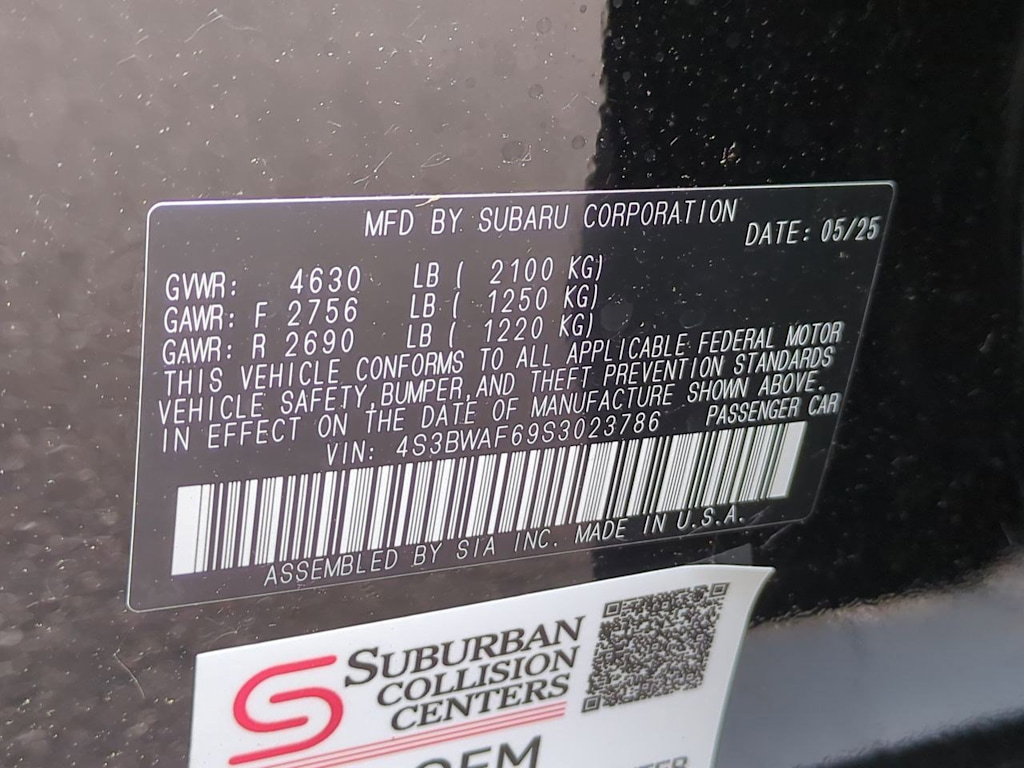 MFD BY SUBARU CORPORATION
DATE: 05/25
GVWR: 4630 LB ( 2100 KG)
GAWR: F 2756 LB ( 1250 KG)
GAWR: R 2690 LB ( 1220 KG)
THIS VEHICLE CONFORMS TO ALL APPLICABLE FEDERAL MOTOR
VEHICLE SAFETY, BUMPER, AND THEFT PREVENTION STANDARDS
IN EFFECT ON THE DATE OF MANUFACTURE SHOWN ABOVE.
VIN: 4S3BWAF69S3023786 PASSENGER CAR
ASSEMBLED BY SIA INC. MADE IN U.S.A.
SUBURBAN
COLLISION
CENTERS
OEM